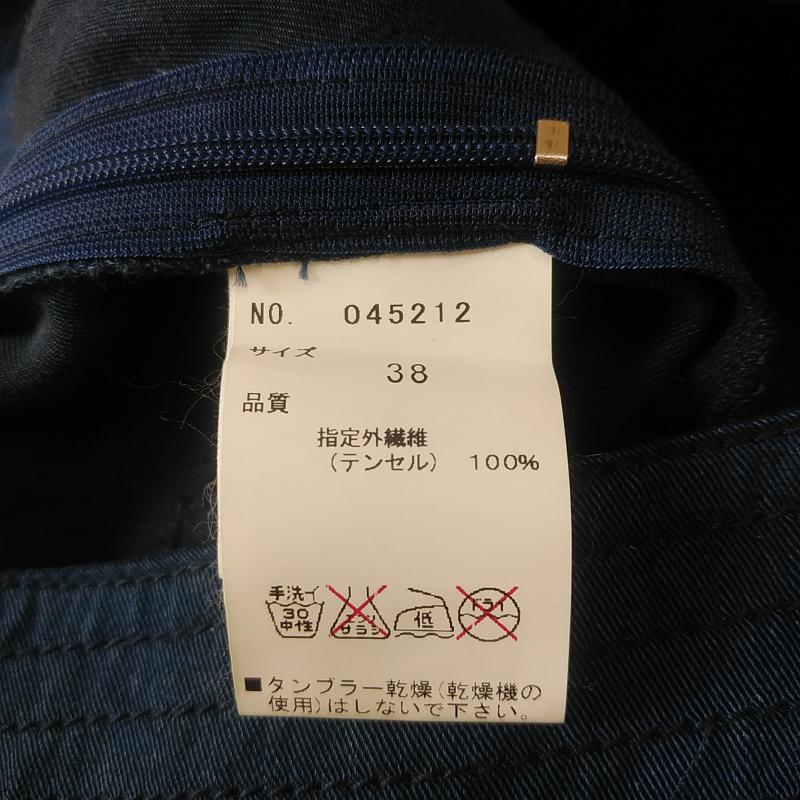 NO. 045212
サイズ
38
品質
指定外繊維
（テンセル） 100%
手洗イ
30
中性
エンソ
サラシ
低
ドライ
■タンブラー乾燥（乾燥機の
使用）はしないで下さい。